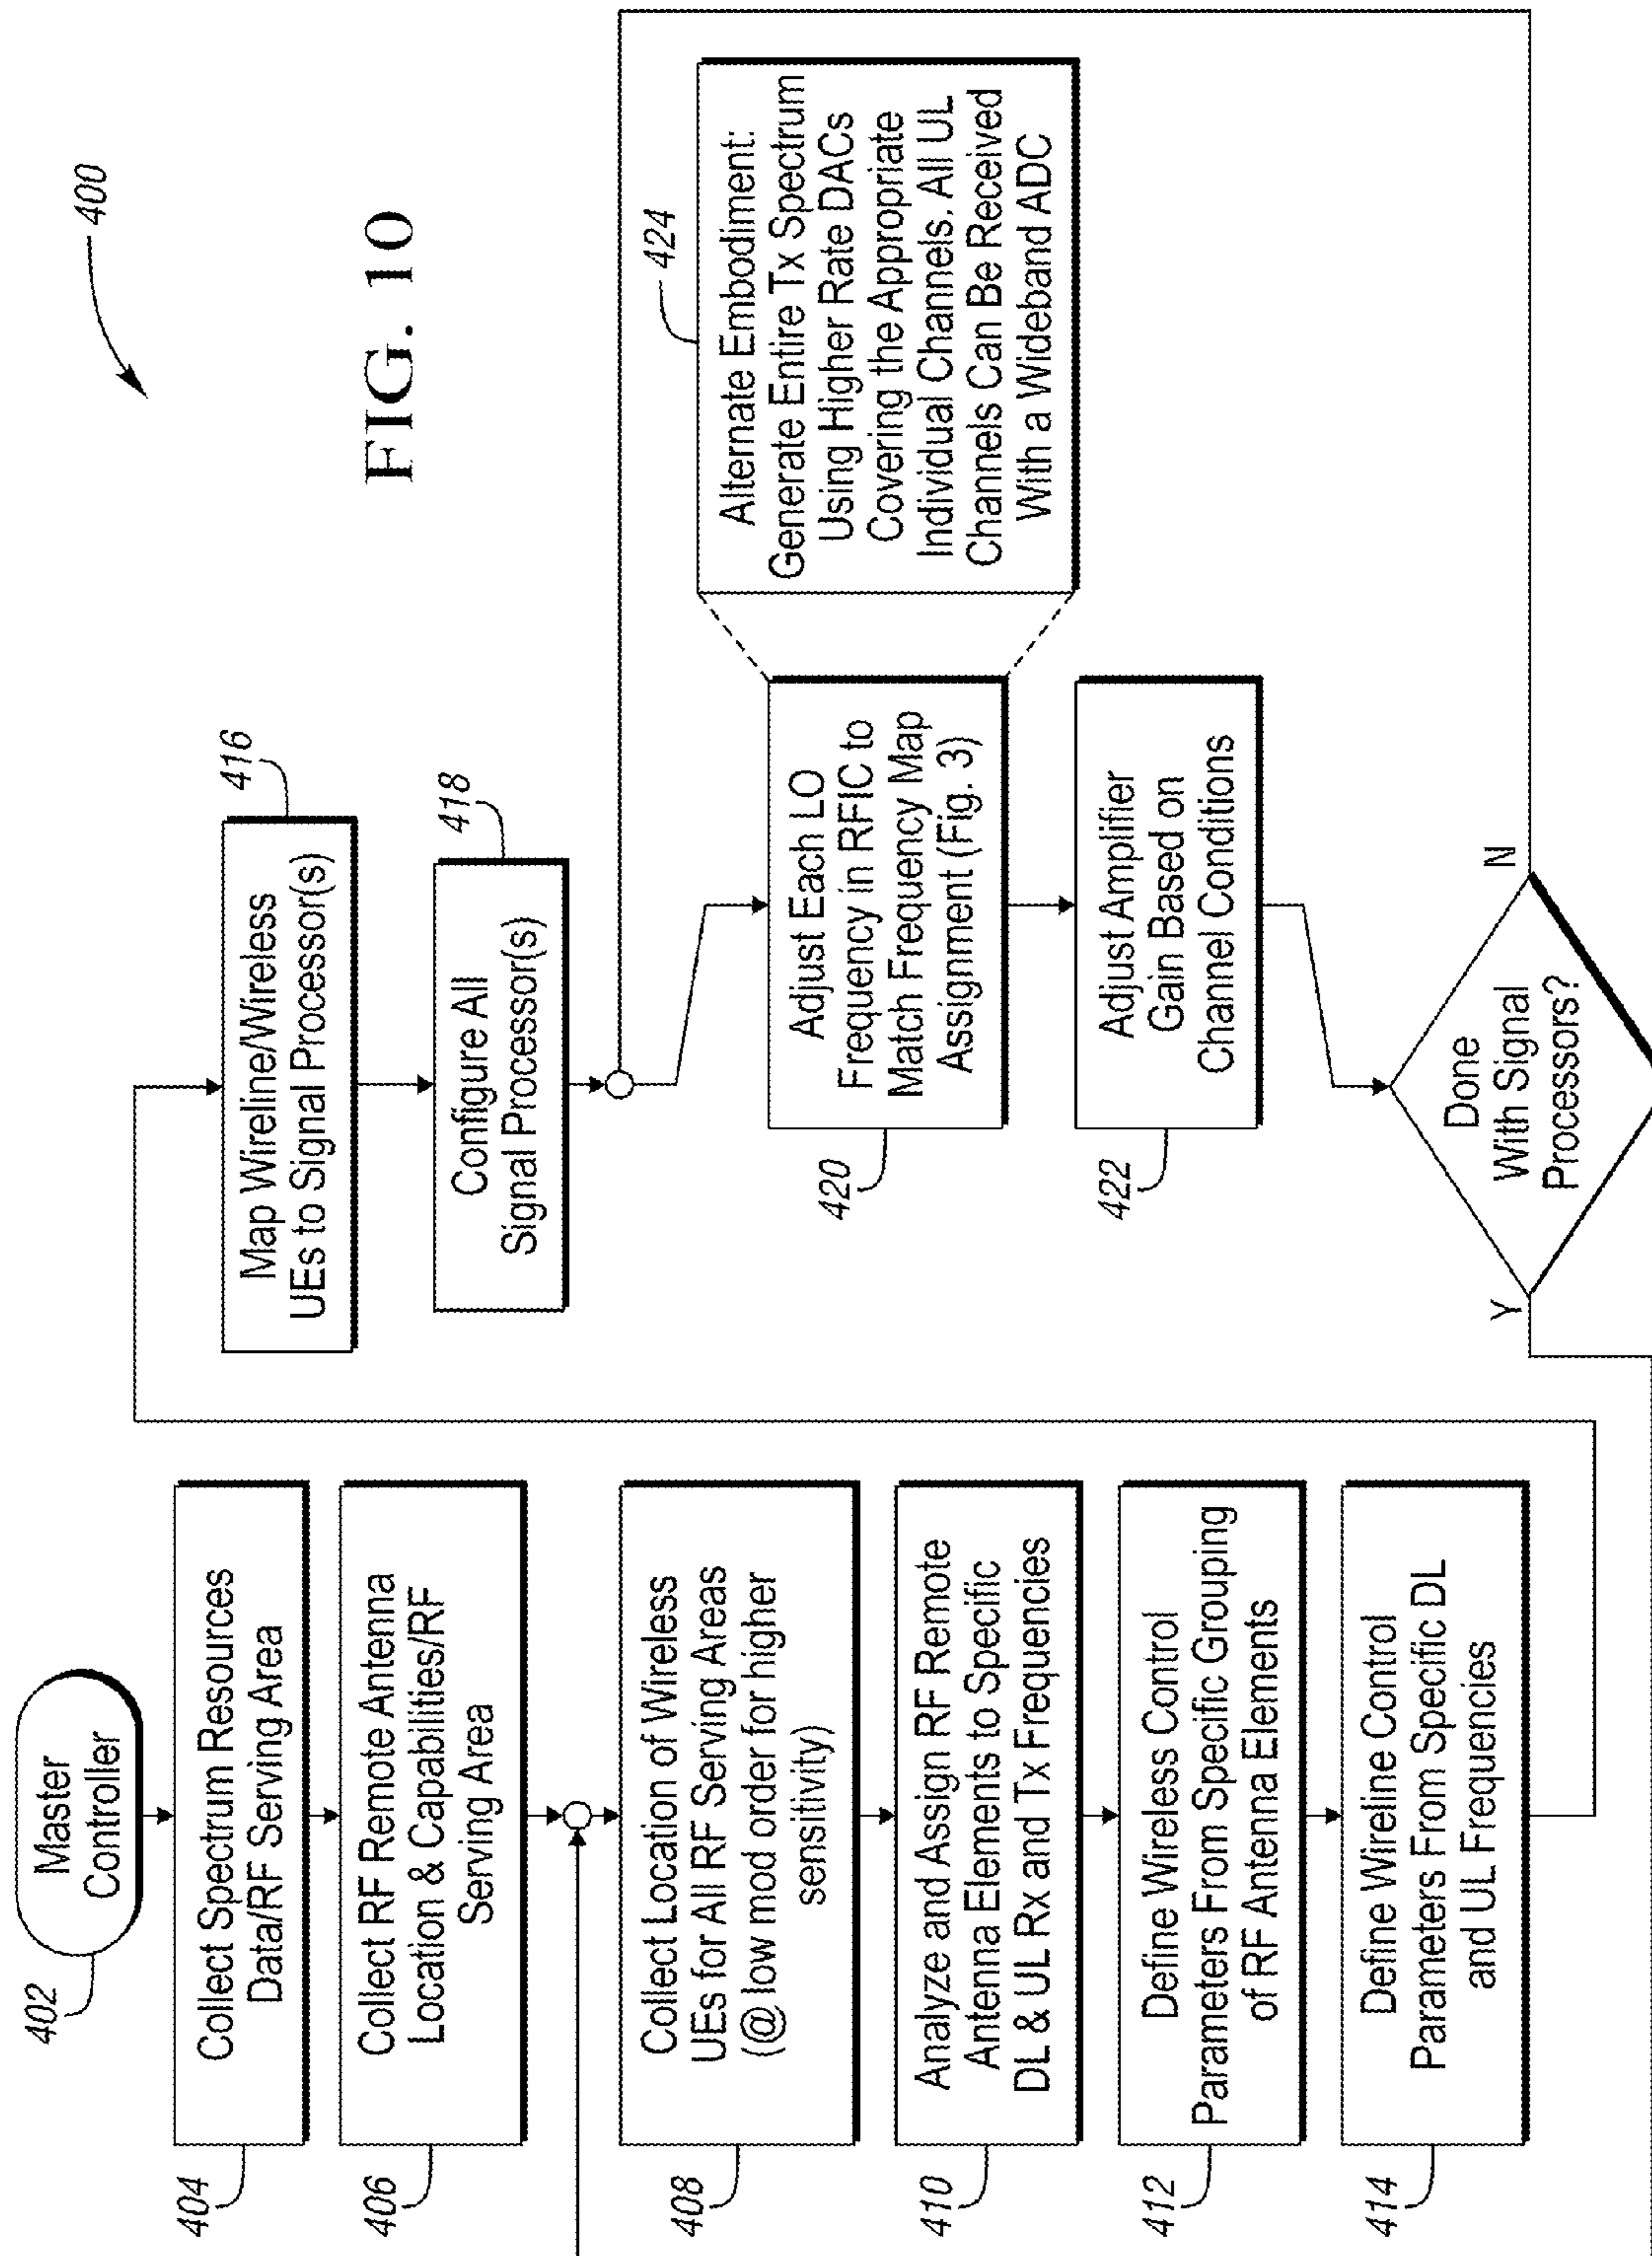 400
FIG. 10
402
Master
Controller
404
Collect Spectrum Resources
Data/RF Serving Area
406
Collect RF Remote Antenna
Location & Capabilities/RF
Serving Area
408
Collect Location of Wireless
UEs for All RF Serving Areas
(@ low mod order for higher
sensitivity)
410
Analyze and Assign RF Remote
Antenna Elements to Specific
DL & UL Rx and Tx Frequencies
412
Define Wireless Control
Parameters From Specific Grouping
of RF Antenna Elements
414
Define Wireline Control
Parameters From Specific DL
and UL Frequencies
416
Map Wireline/Wireless
UEs to Signal Processor(s)
418
Configure All
Signal Processor(s)
420
Adjust Each LO
Frequency in RFIC to
Match Frequency Map
Assignment (Fig. 3)
422
Adjust Amplifier
Gain Based on
Channel Conditions
424
Alternate Embodiment:
Generate Entire Tx Spectrum
Using Higher Rate DACs
Covering the Appropriate
Individual Channels. All UL
Channels Can Be Received
With a Wideband ADC
Done
With Signal
Processors?
Y
N